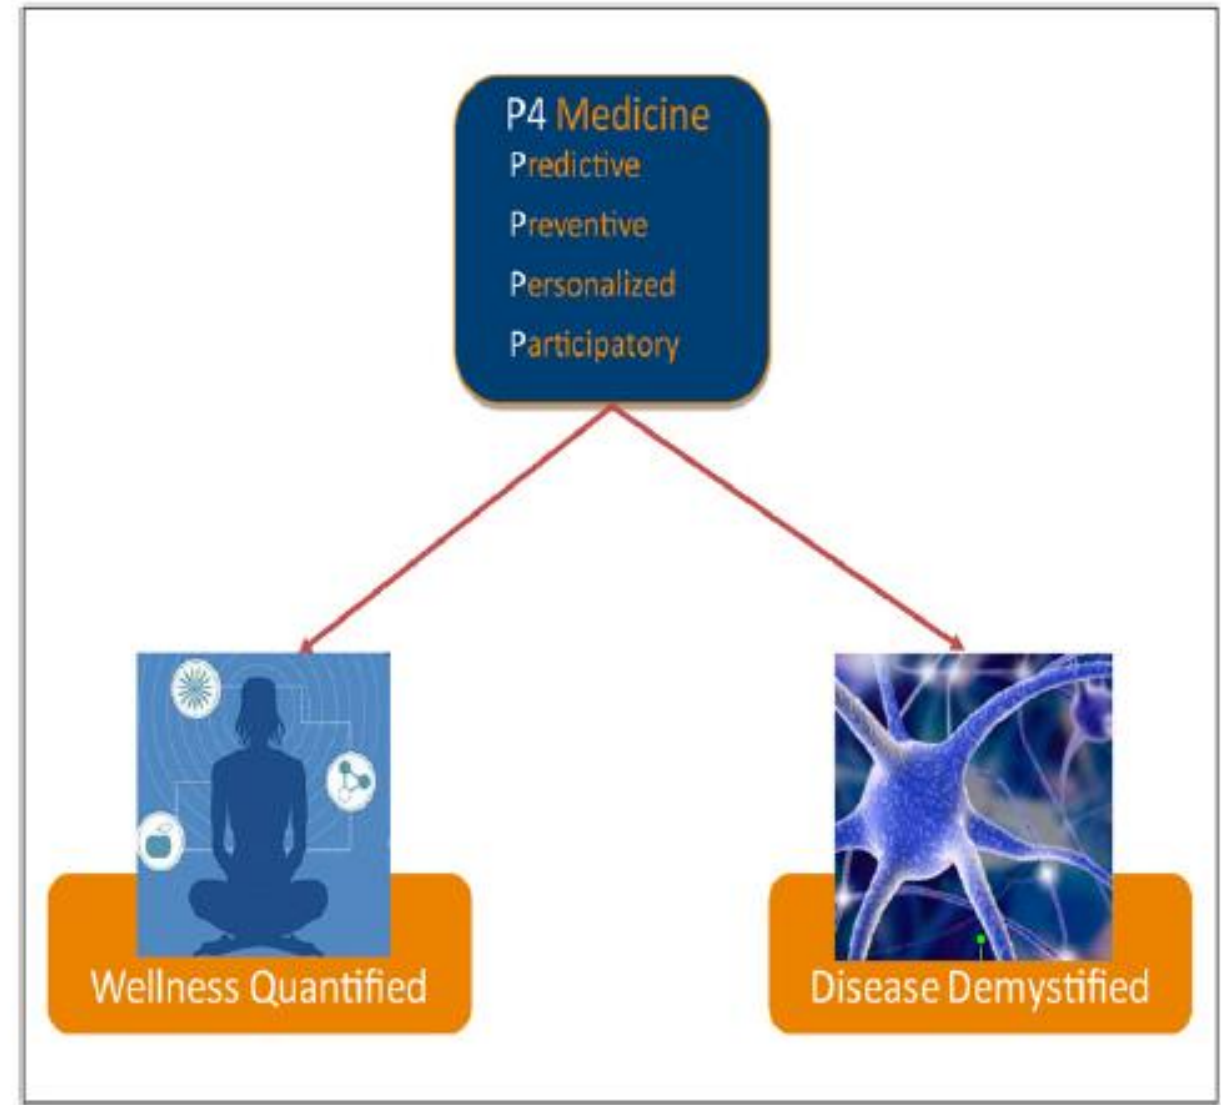 P4 Medicine
Predictive
Preventive
Personalized
Participatory
Wellness Quantified
Disease Demystified